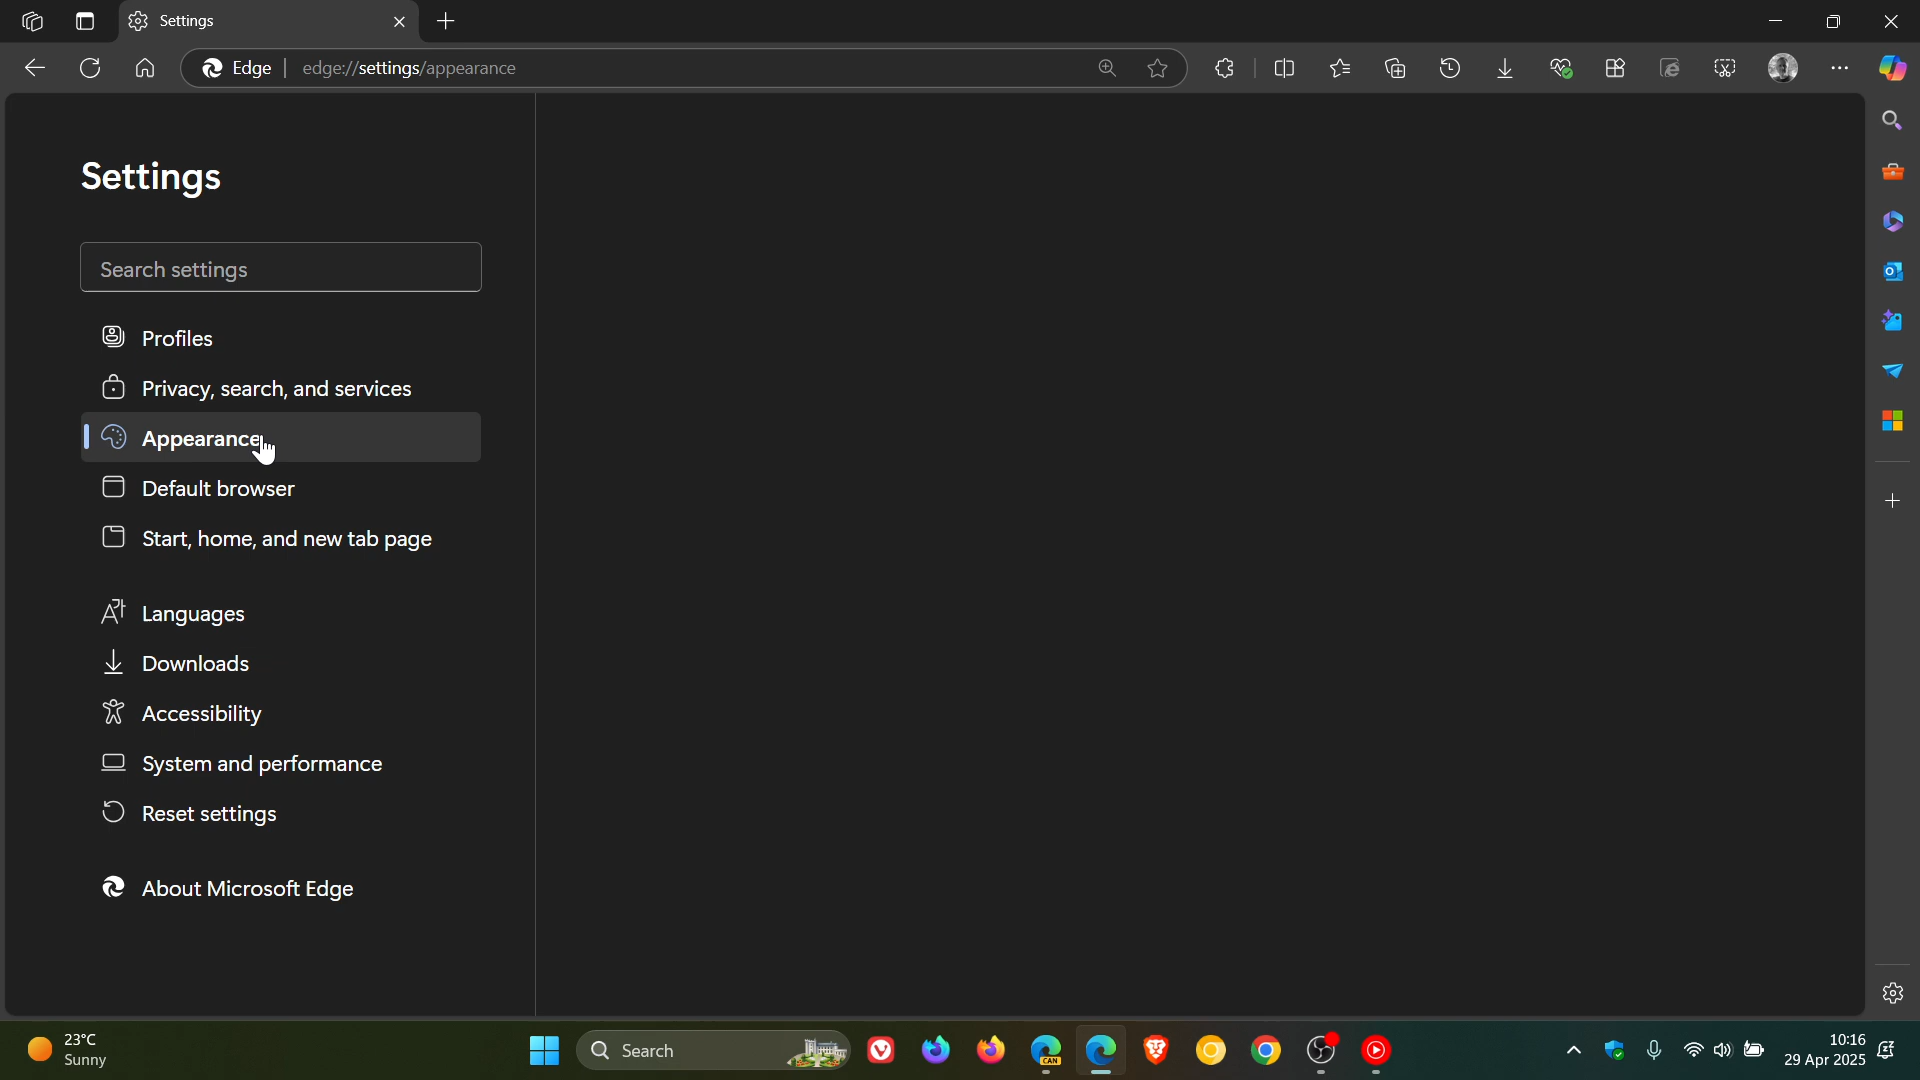 Settings
Edge
edge://settings/appearance
Settings
Search settings
Profiles
Privacy, search, and services
Appearance
Default browser
Start, home, and new tab page
Languages
Downloads
Accessibility
System and performance
Reset settings
About Microsoft Edge
23°C
Sunny
Search
CAN
10:16
29 Apr 2025